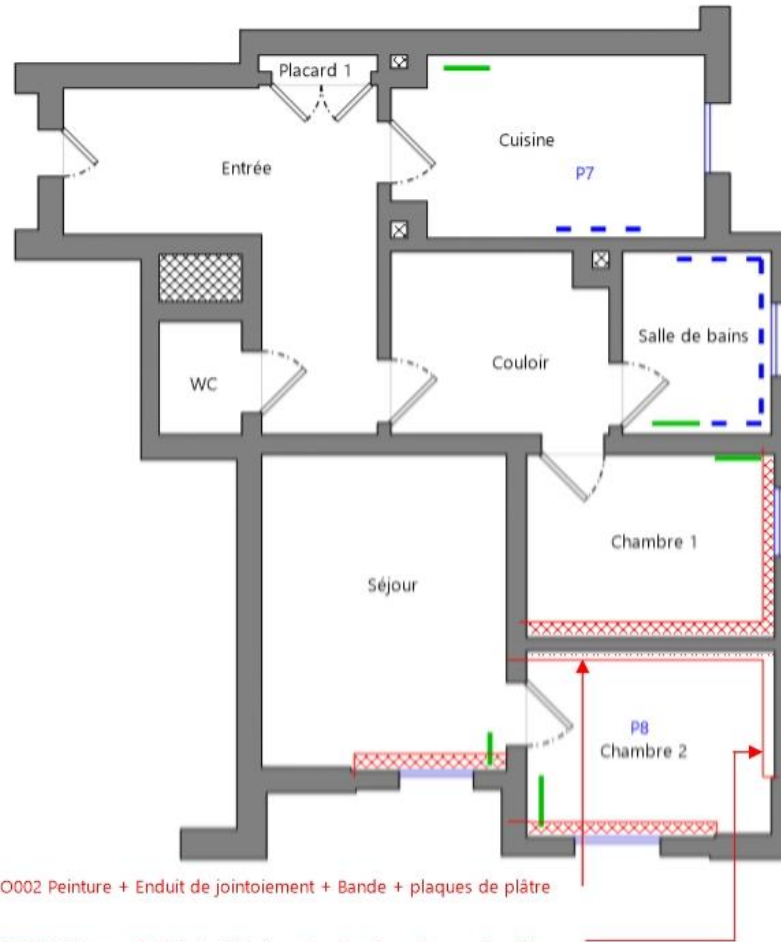 Placard 1
Cuisine
Entrée
P7
Salle de bains
Couloir
WC
Chambre 1
Séjour
P8
Chambre 2
O002 Peinture + Enduit de jointoiement + Bande + plaques de plâtre